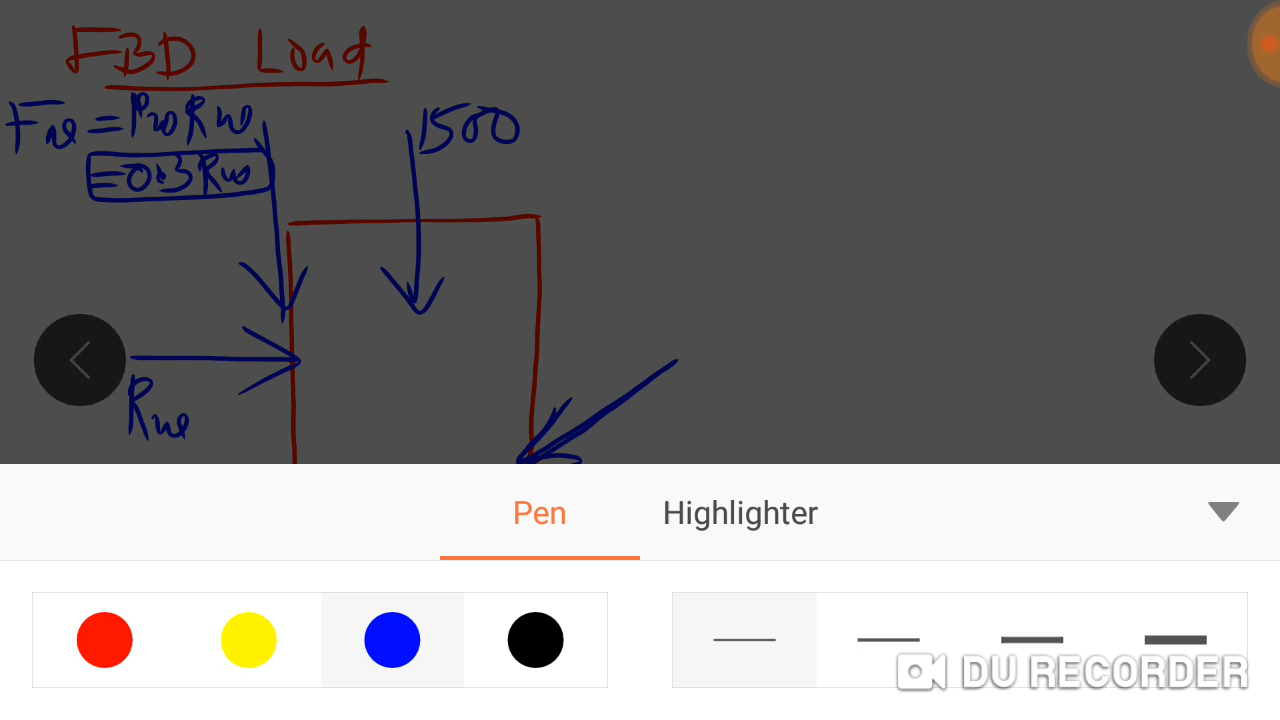 FBD Load
Fw = μw Rw
= 0.3 Rw
1500
Rw
Pen
Highlighter
DU RECORDER